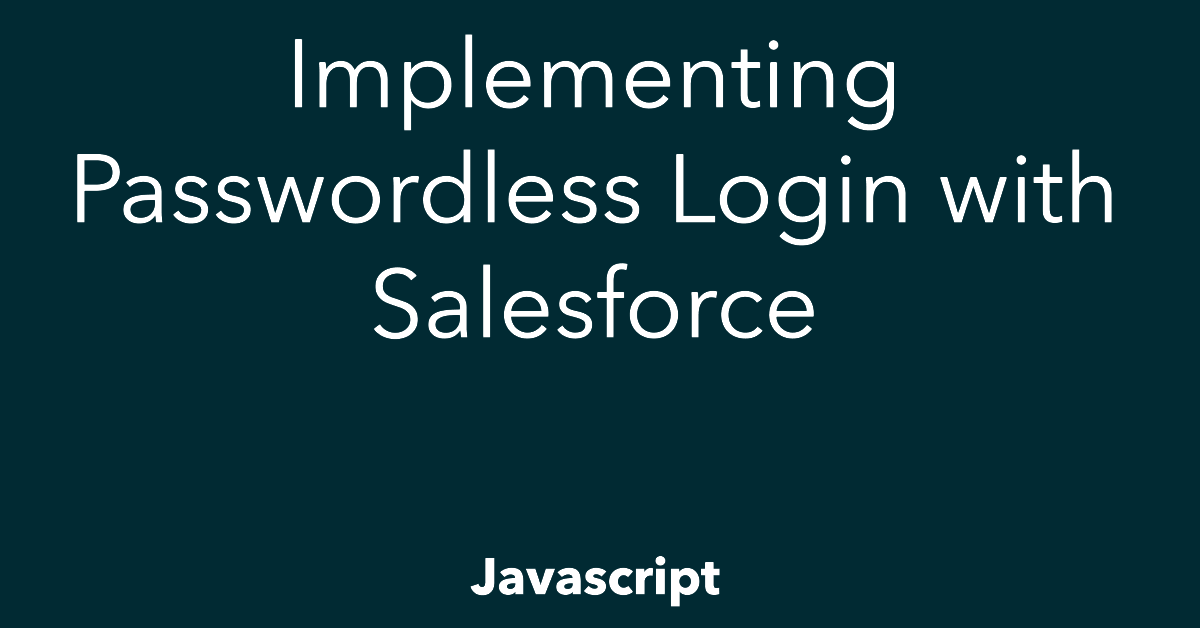 Implementing
Passwordless Login with
Salesforce
Javascript